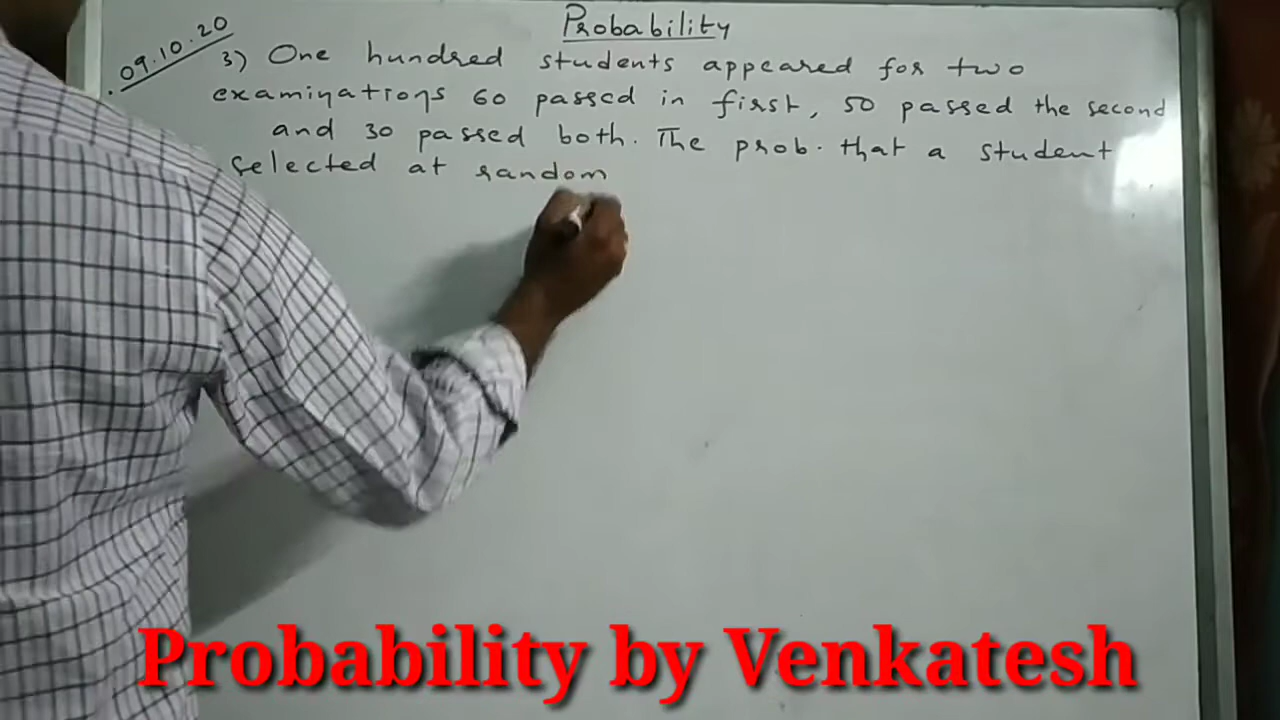 Probability
09.10.20
3) One hundred students appeared for two
examinations 60 passed in first, 50 passed the second
and 30 passed both. The prob. that a student
selected at random
Probability by Venkatesh